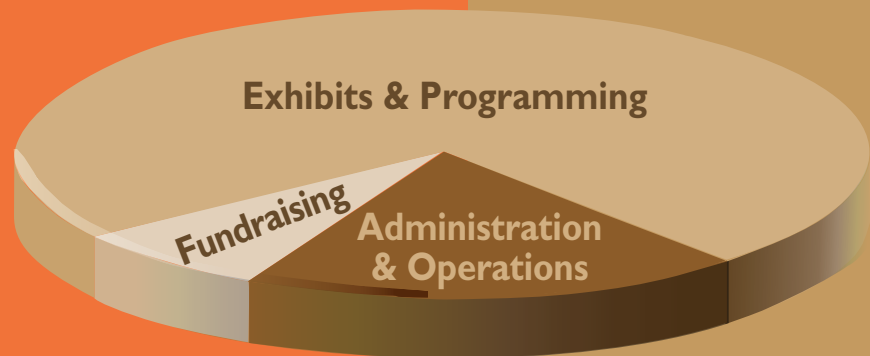 Exhibits & Programming
Fundraising
Administration
& Operations